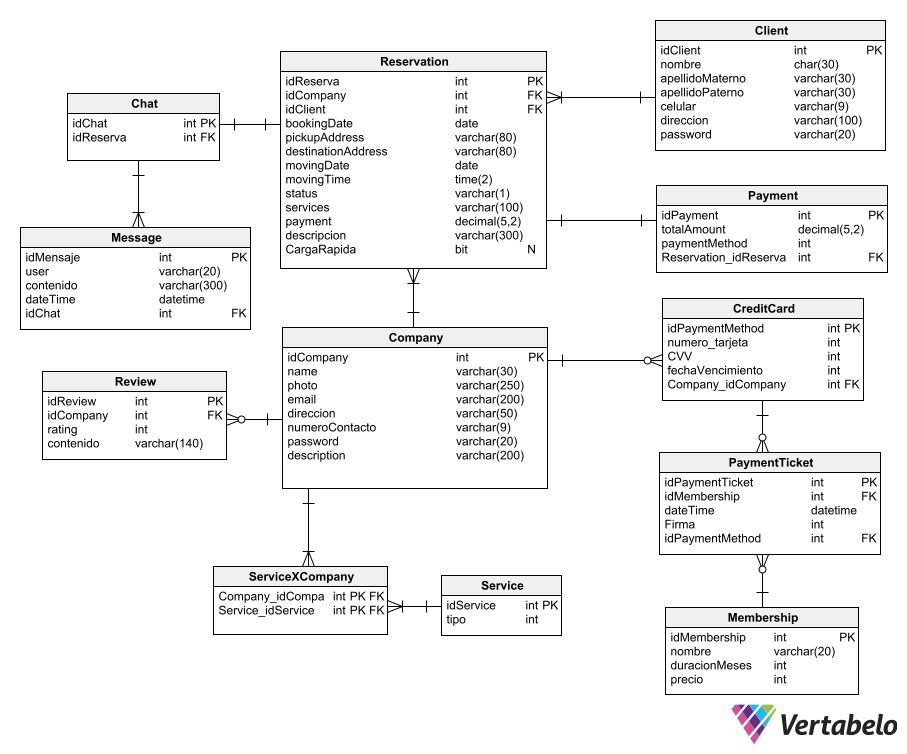 Client
idClient int PK
nombre char(30)
apellidoMaterno varchar(30)
apellidoPaterno varchar(30)
celular varchar(9)
direccion varchar(100)
password varchar(20)
Reservation
idReserva int PK
idCompany int FK
idClient int FK
bookingDate date
pickupAddress varchar(80)
destinationAddress varchar(80)
movingDate date
movingTime time(2)
status varchar(1)
services varchar(100)
payment decimal(5,2)
descripcion varchar(300)
CargaRapida bit N
Chat
idChat int PK
idReserva int FK
Payment
idPayment int PK
totalAmount decimal(5,2)
paymentMethod int
Reservation_idReserva int FK
Message
idMensaje int PK
user varchar(20)
contenido varchar(300)
dateTime datetime
idChat int FK
CreditCard
idPaymentMethod int PK
numero_tarjeta int
CVV int
fechaVencimiento int
Company_idCompany int FK
Company
idCompany int PK
name varchar(30)
photo varchar(250)
email varchar(200)
direccion varchar(50)
numeroContacto varchar(9)
password varchar(20)
description varchar(200)
Review
idReview int PK
idCompany int FK
rating int
contenido varchar(140)
PaymentTicket
idPaymentTicket int PK
idMembership int FK
dateTime datetime
Firma int
idPaymentMethod int FK
ServiceXCompany
Company_idCompa int PK FK
Service_idService int PK FK
Service
idService int PK
tipo int
Membership
idMembership int PK
nombre varchar(20)
duracionMeses int
precio int
Vertabelo